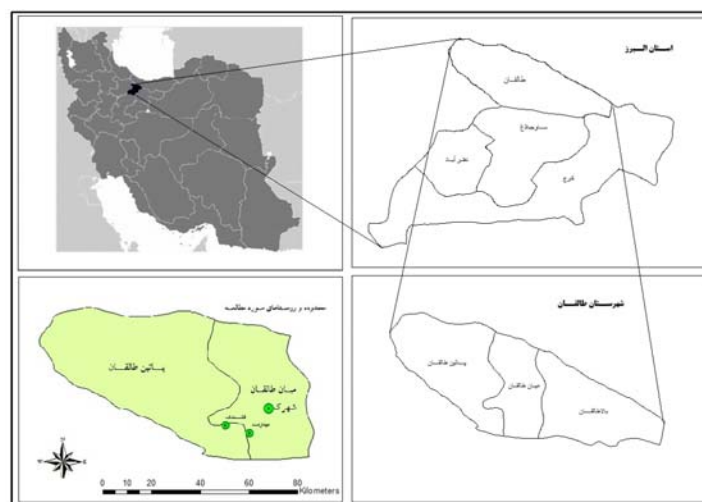 استان البرز
طالقان
ساوجبلاغ
نظرآباد
کرج
شهرستان طالقان
پائین طالقان
میان طالقان
بالاطالقان
محدوده و روستاهای مورد مطالعه
پائین طالقان
میان طالقان
شهرک
N
0 10 20 40 60 80
Kilometers